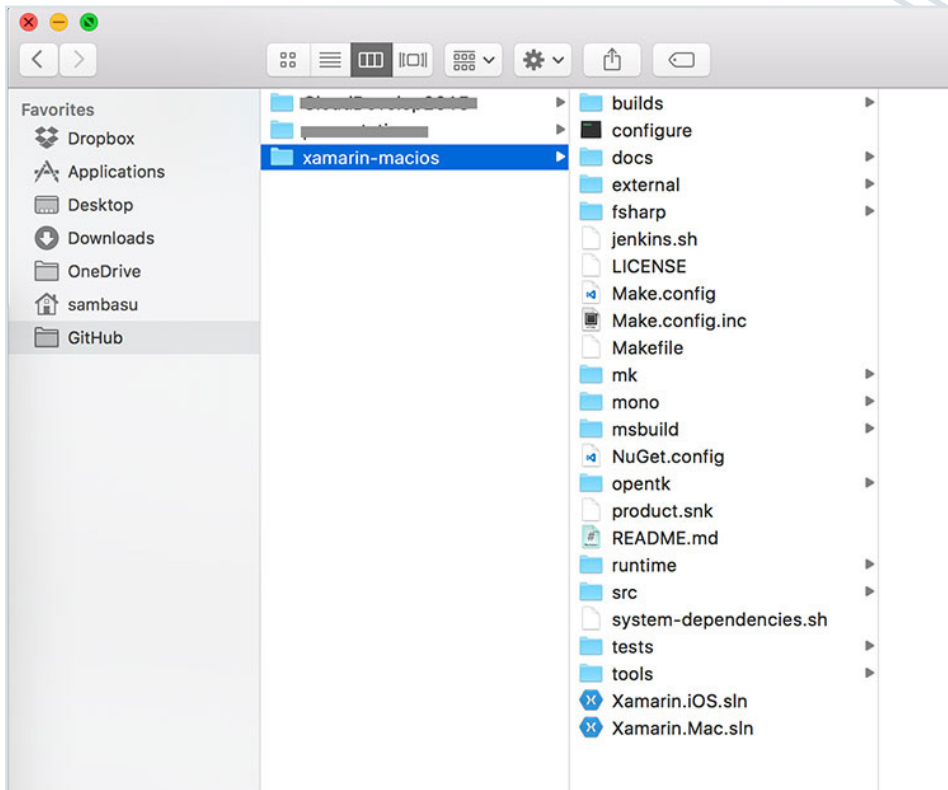 Favorites
Dropbox
Applications
Desktop
Downloads
OneDrive
sambasu
GitHub
xamarin-macios
builds
configure
docs
external
fsharp
jenkins.sh
LICENSE
Make.config
Make.config.inc
Makefile
mk
mono
msbuild
NuGet.config
opentk
product.snk
README.md
runtime
src
system-dependencies.sh
tests
tools
Xamarin.iOS.sln
Xamarin.Mac.sln